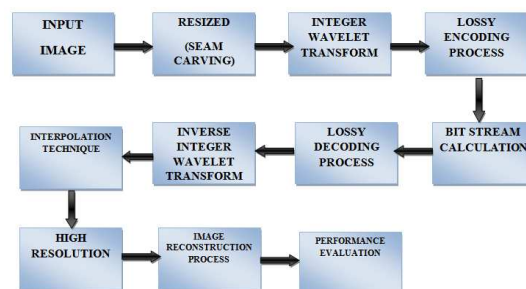 INPUT
IMAGE
RESIZED
(SEAM
CARVING)
INTEGER
WAVELET
TRANSFORM
LOSSY
ENCODING
PROCESS
BIT STREAM
CALCULATION
LOSSY
DECODING
PROCESS
INVERSE
INTEGER
WAVELET
TRANSFORM
INTERPOLATION
TECHNIQUE
HIGH
RESOLUTION
IMAGE
RECONSTRUCTION
PROCESS
PERFORMANCE
EVALUATION